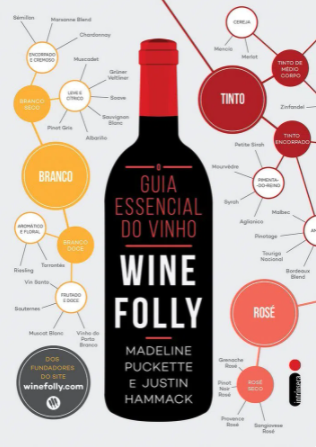 Sémillon
Marsanne Blend
Chardonnay
ENCORPADO
E CREMOSO
Muscadet
Grüner
Veltliner
LEVE E
CÍTRICO
BRANCO
SECO
Soave
Sauvignon
Blanc
Pinot Gris
Albariño
BRANCO
AROMÁTICO
E FLORAL
BRANCO
DOCE
Torrontés
Riesling
Vin Santo
FRUTADO
E DOCE
Sauternes
Muscat Blanc
Vinho do
Porto
Branco
DOS
FUNDADORES
DO SITE
winefolly.com
O
GUIA
ESSENCIAL
DO VINHO
WINE
FOLLY
MADELINE
PUCKETTE
E JUSTIN
HAMMACK
CEREJA
Mencía
Merlot
TINTO
DE MÉDIO
CORPO
TINTO
Zinfandel
TINTO
ENCORPADO
Petite Sirah
Mourvèdre
PIMENTA-
-DO-REINO
Syrah
Aglianico
Malbec
Pinotage
Touriga
Nacional
Bordeaux
Blend
ROSÉ
Grenache
Rosé
Pinot
Noir
Rosé
ROSÉ
SECO
Provence
Rosé
Sangiovese
Rosé
intrínseca